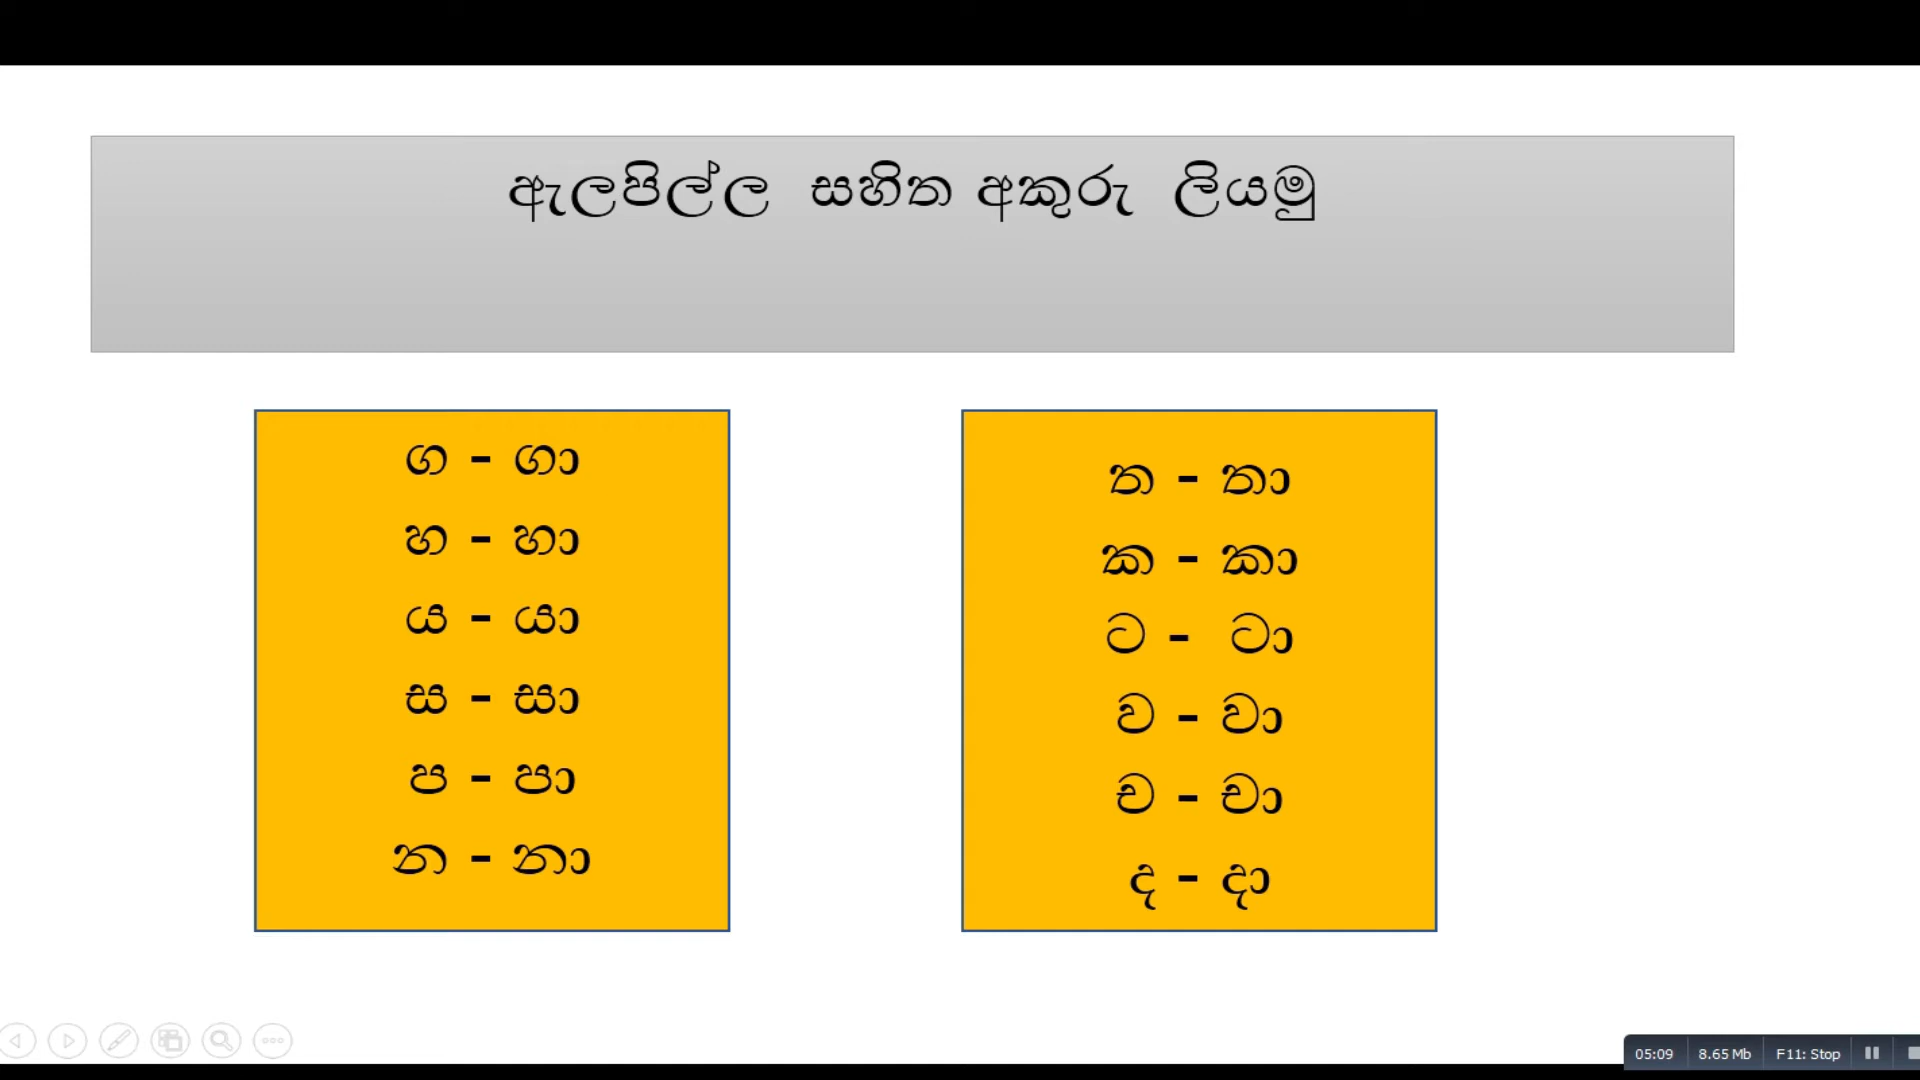 ඇලපිල්ල සහිත අකුරු ලියමු
ග - ගා
හ - හා
ය - යා
ස - සා
ප - පා
න - නා
ත - තා
ක - කා
ට - ටා
ව - වා
ච - චා
ද - දා
05:09 8.65 Mb F11: Stop